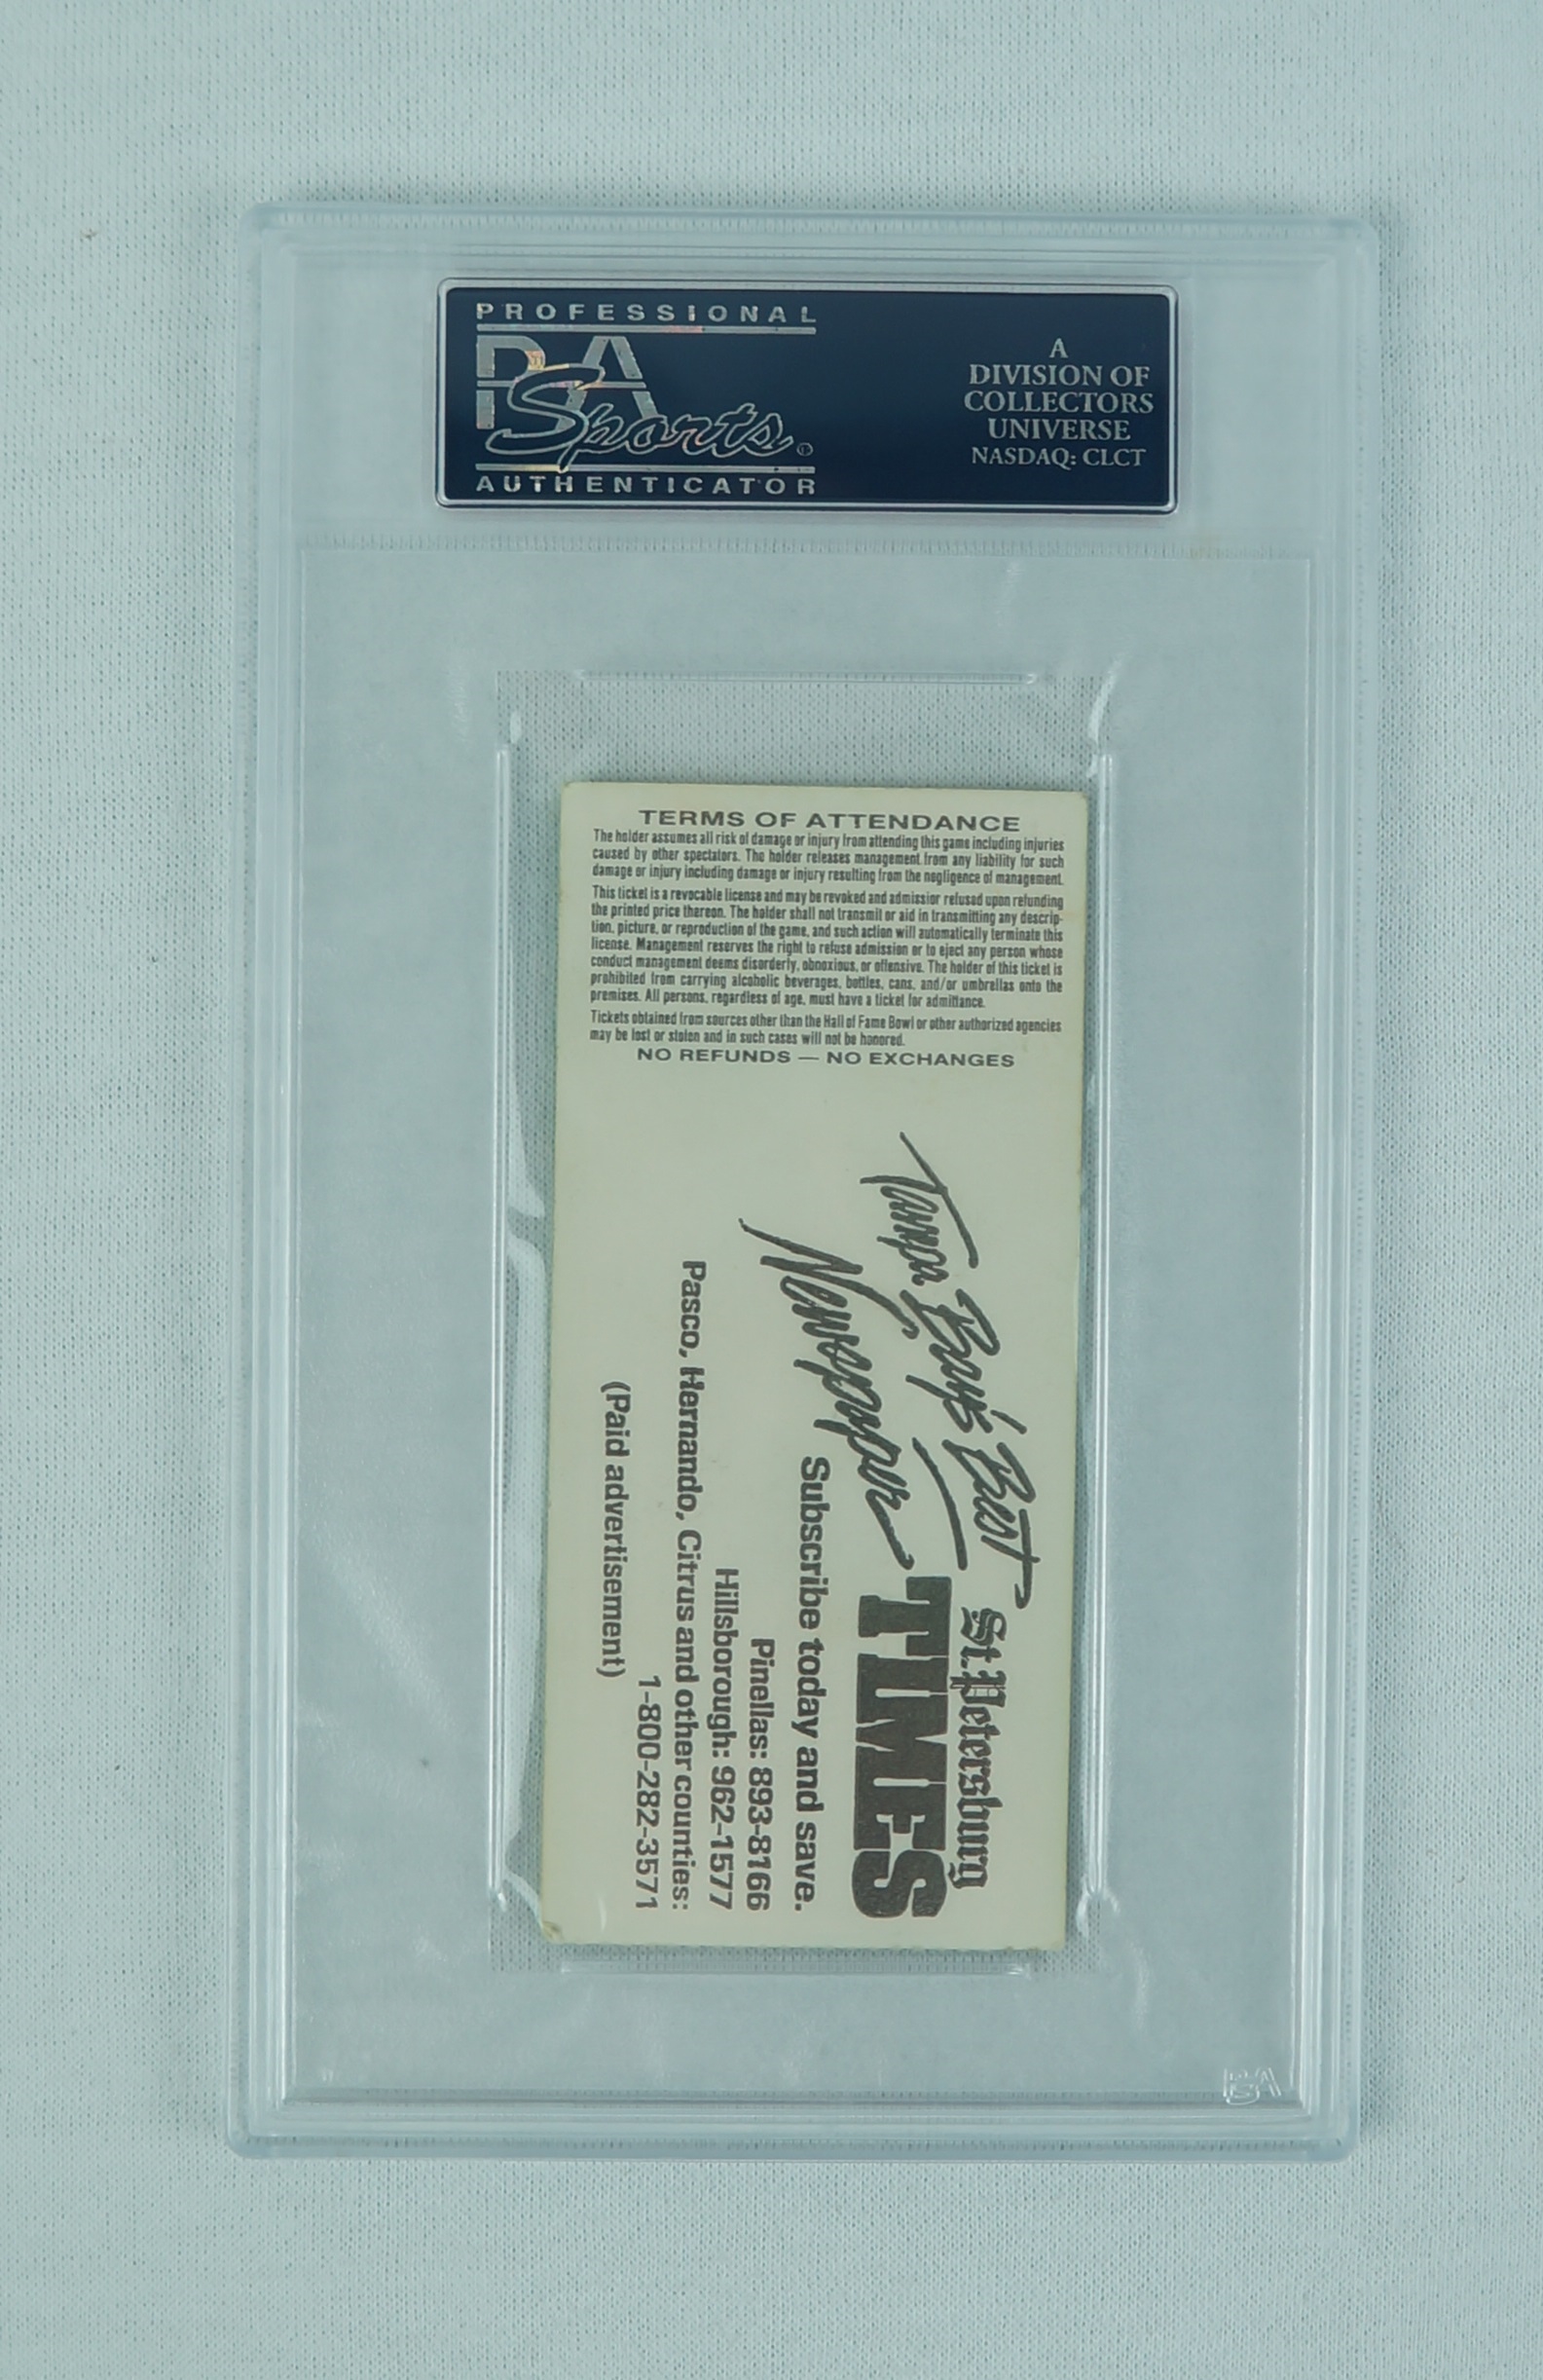 PROFESSIONAL
PSA
Sports®
AUTHENTICATOR
A
DIVISION OF
COLLECTORS
UNIVERSE
NASDAQ: CLCT
TERMS OF ATTENDANCE
The holder assumes all risk of damage or injury from attending this game including injuries
caused by other spectators. The holder releases management from any liability for such
damage or injury including damage or injury resulting from the negligence of management.
This ticket is a revocable license and may be revoked and admission refused upon refunding
the printed price thereon. The holder shall not transmit or aid in transmitting any descrip-
tion, picture, or reproduction of the game, and such action will automatically terminate this
license. Management reserves the right to refuse admission or to eject any person whose
conduct management deems disorderly, obnoxious, or offensive. The holder of this ticket is
prohibited from carrying alcoholic beverages, bottles, cans, and/or umbrellas onto the
premises. All persons, regardless of age, must have a ticket for admittance.
Tickets obtained from sources other than the Hall of Fame Bowl or other authorized agencies
may be lost or stolen and in such cases will not be honored.
NO REFUNDS — NO EXCHANGES
Tampa Bay's Best
Newspaper
St. Petersburg
TIMES
Subscribe today and save.
Pinellas: 893-8166
Hillsborough: 962-1577
Pasco, Hernando, Citrus and other counties:
1-800-282-3571
(Paid advertisement)
PSA